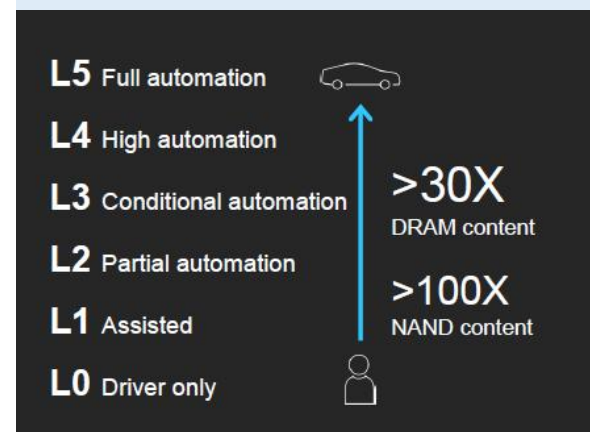 L5 Full automation
L4 High automation
L3 Conditional automation
L2 Partial automation
L1 Assisted
L0 Driver only
>30X
DRAM content
>100X
NAND content